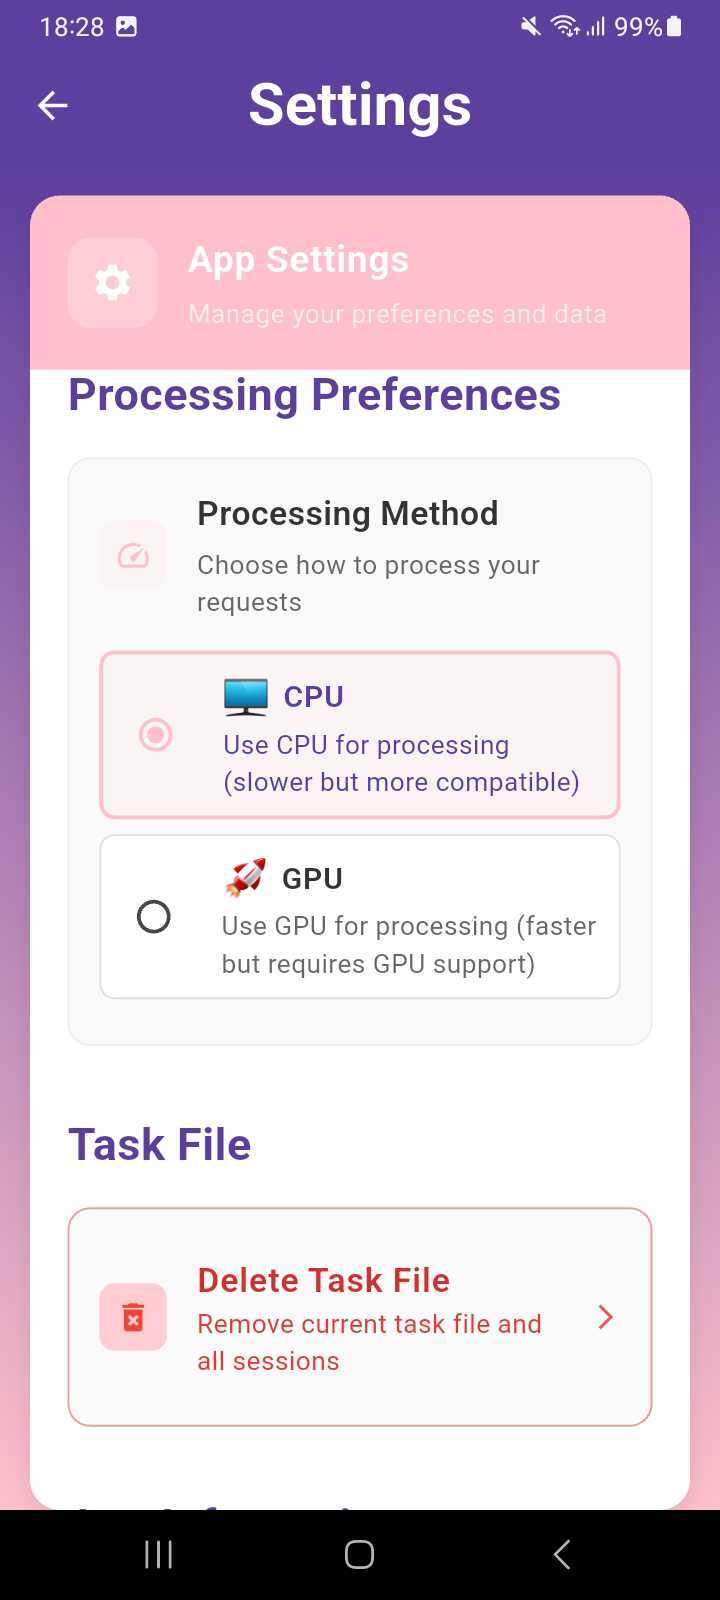 18:28
99%
Settings
App Settings
Manage your preferences and data
Processing Preferences
Processing Method
Choose how to process your
requests
CPU
Use CPU for processing
(slower but more compatible)
GPU
Use GPU for processing (faster
but requires GPU support)
Task File
Delete Task File
Remove current task file and
all sessions